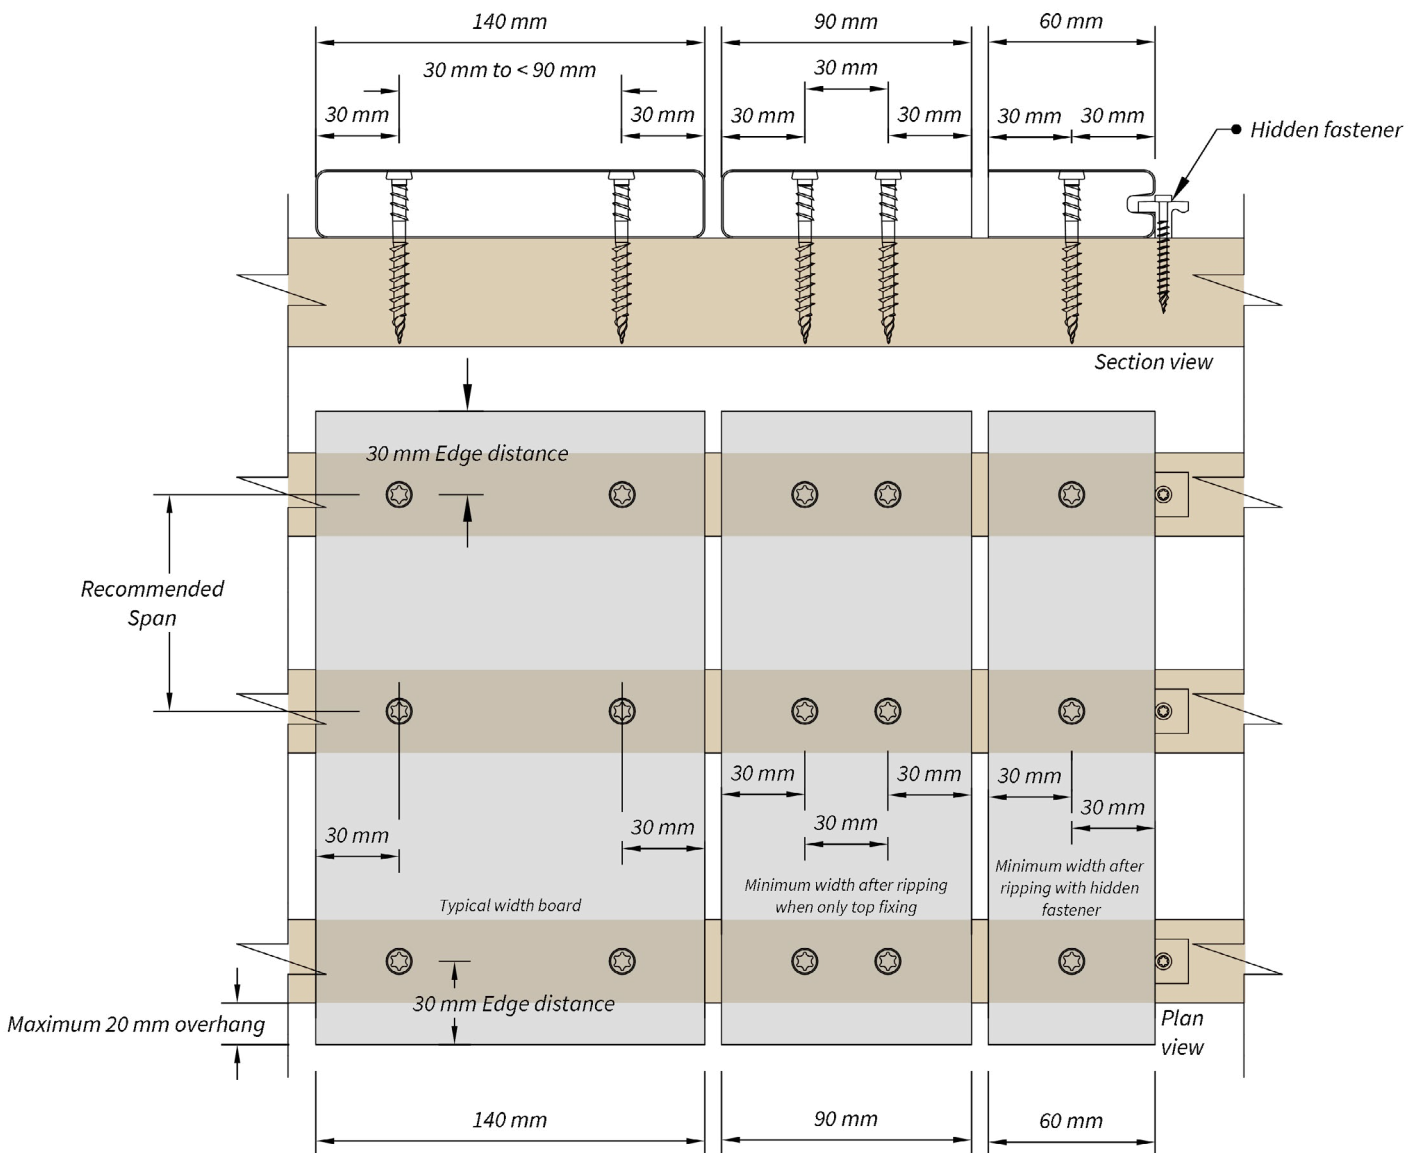 140 mm
90 mm
60 mm
30 mm to < 90 mm
30 mm
30 mm
30 mm
30 mm
30 mm
30 mm
30 mm
Hidden fastener
Section view
30 mm Edge distance
Recommended
Span
30 mm
30 mm
30 mm
30 mm
30 mm
30 mm
30 mm
Typical width board
Minimum width after ripping
when only top fixing
Minimum width after
ripping with hidden
fastener
30 mm Edge distance
Maximum 20 mm overhang
Plan
view
140 mm
90 mm
60 mm